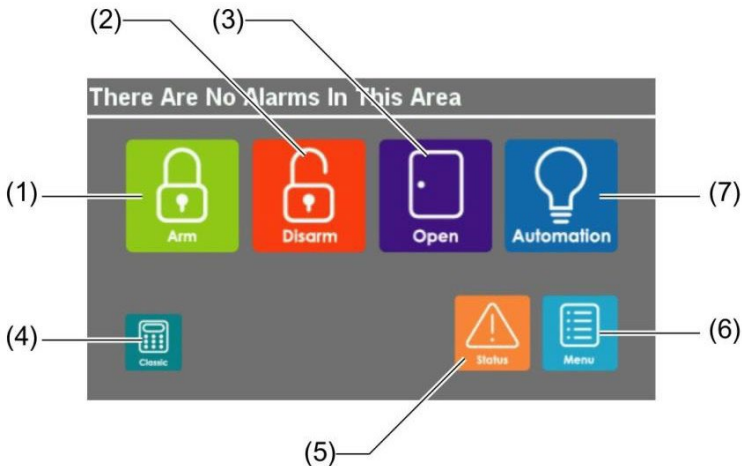 (2)
(3)
There Are No Alarms In This Area
(1)
Arm
Disarm
Open
Automation
(7)
(4)
Classic
Status
Menu
(6)
(5)